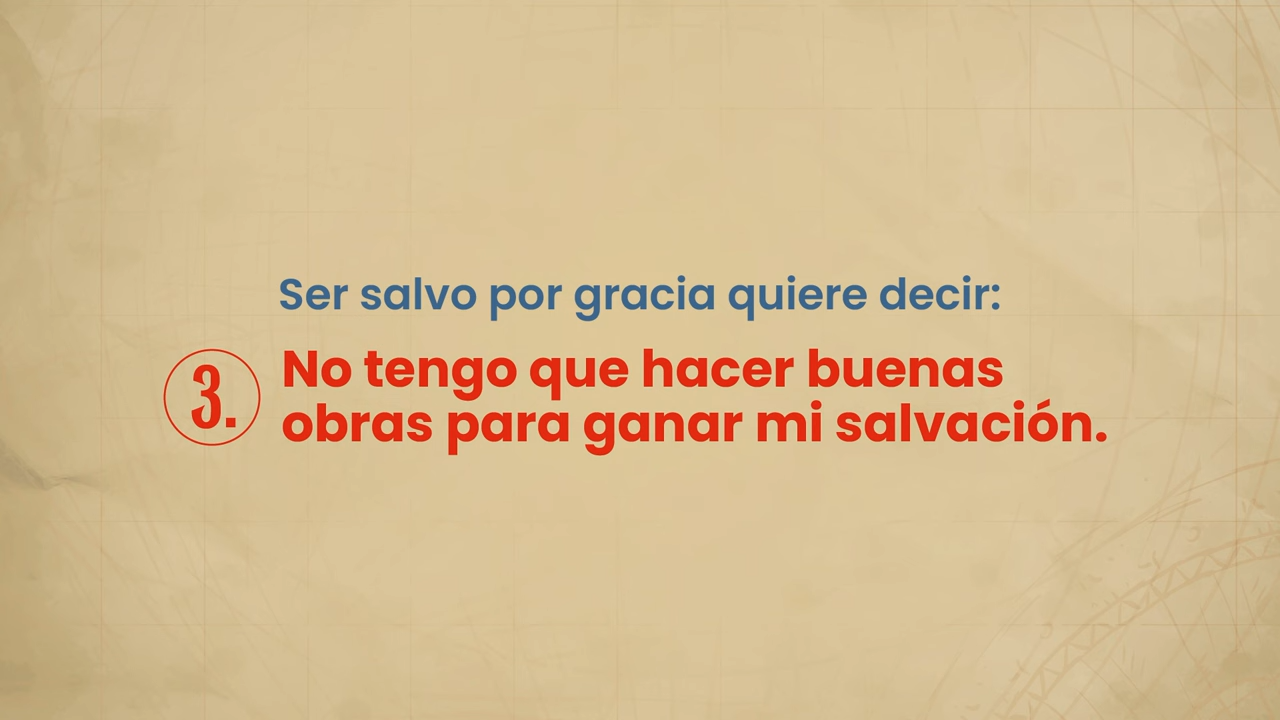 Ser salvo por gracia quiere decir:
3. No tengo que hacer buenas
obras para ganar mi salvación.